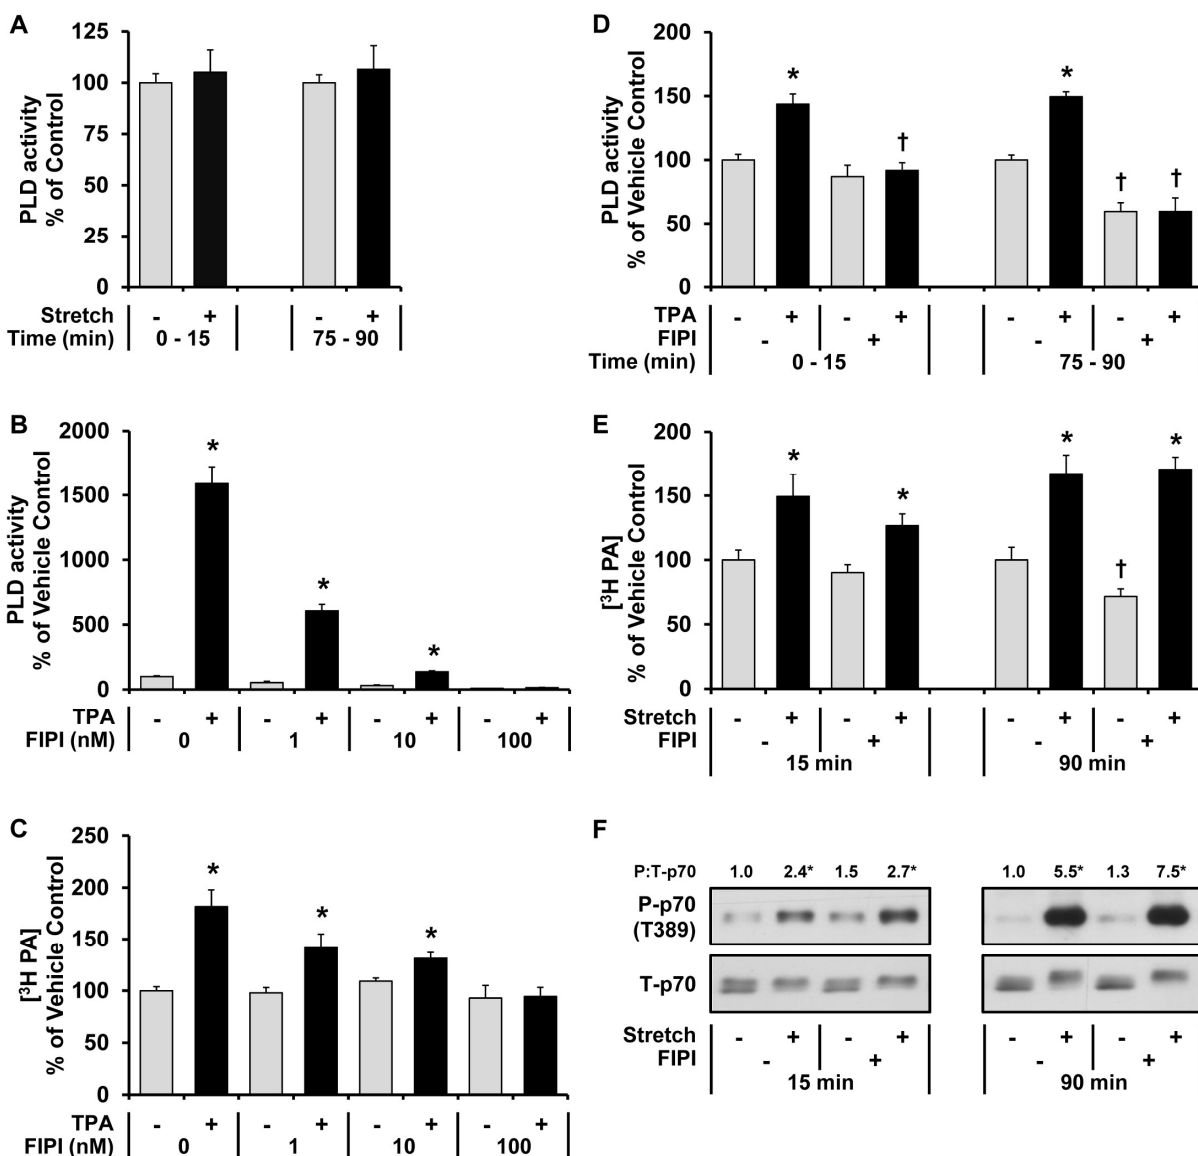 A
PLD activity
% of Control
125
100
75
50
25
0
*
Stretch - + - +
Time (min) 0 - 15 75 - 90
B
PLD activity
% of Vehicle Control
2000
1500
1000
500
0
* * *
TPA - + - + - + - +
FIPI (nM) 0 1 10 100
C
[³H PA]
% of Vehicle Control
250
200
150
100
50
0
* * *
TPA - + - + - + - +
FIPI (nM) 0 1 10 100
D
PLD activity
% of Vehicle Control
200
150
100
50
0
* † * † †
TPA - + - + - + - +
FIPI - + - +
Time (min) 0 - 15 75 - 90
E
[³H PA]
% of Vehicle Control
200
150
100
50
0
* * * † *
Stretch - + - + - + - +
FIPI - + - +
15 min 90 min
F
P:T-p70 1.0 2.4* 1.5 2.7* 1.0 5.5* 1.3 7.5*
P-p70
(T389)
T-p70
Stretch - + - + - + - +
FIPI - + - +
15 min 90 min